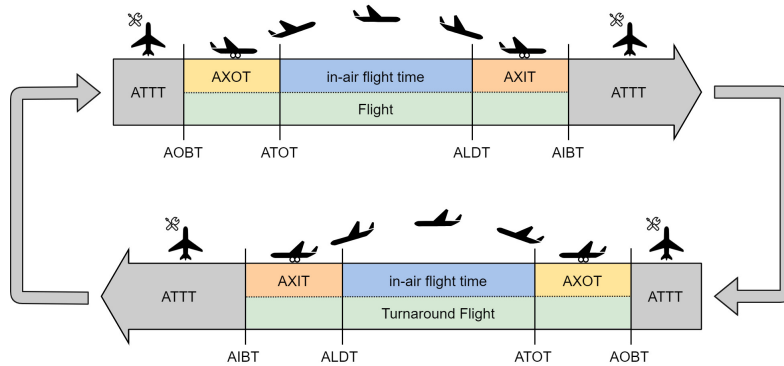 AXOT
in-air flight time
AXIT
ATTT
Flight
ATTT
AOBT
ATOT
ALDT
AIBT
AXIT
in-air flight time
AXOT
ATTT
Turnaround Flight
ATTT
AIBT
ALDT
ATOT
AOBT